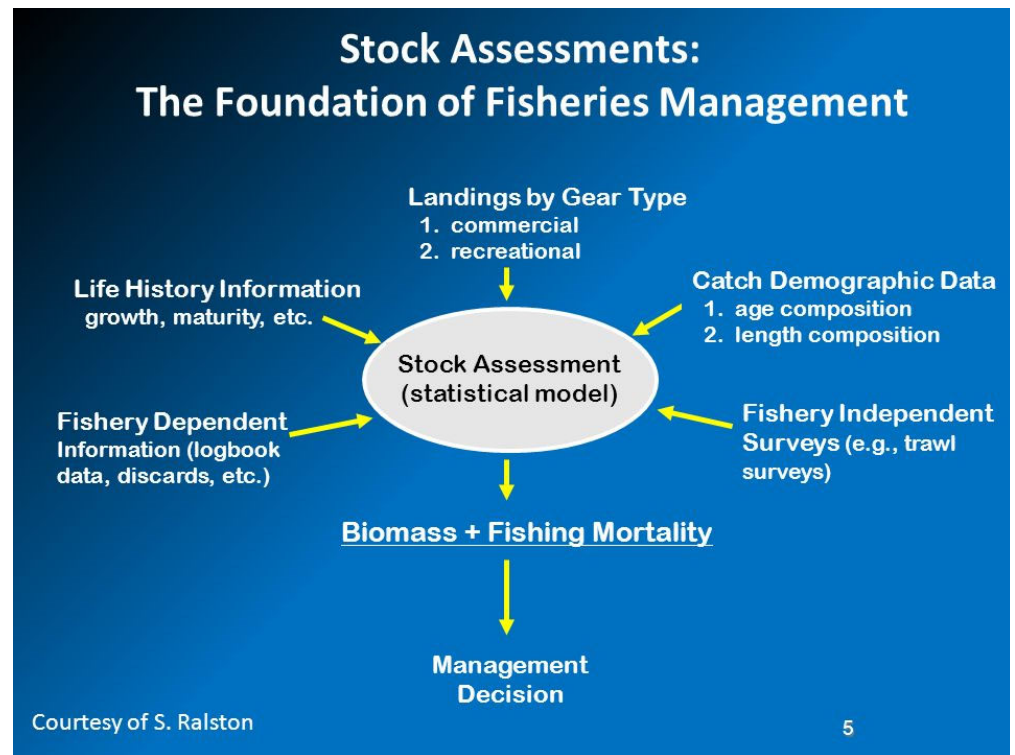 Stock Assessments:
The Foundation of Fisheries Management
Landings by Gear Type
1. commercial
2. recreational
Life History Information
growth, maturity, etc.
Catch Demographic Data
1. age composition
2. length composition
Stock Assessment
(statistical model)
Fishery Dependent
Information (logbook
data, discards, etc.)
Fishery Independent
Surveys (e.g., trawl
surveys)
Biomass + Fishing Mortality
Management
Decision
Courtesy of S. Ralston
5